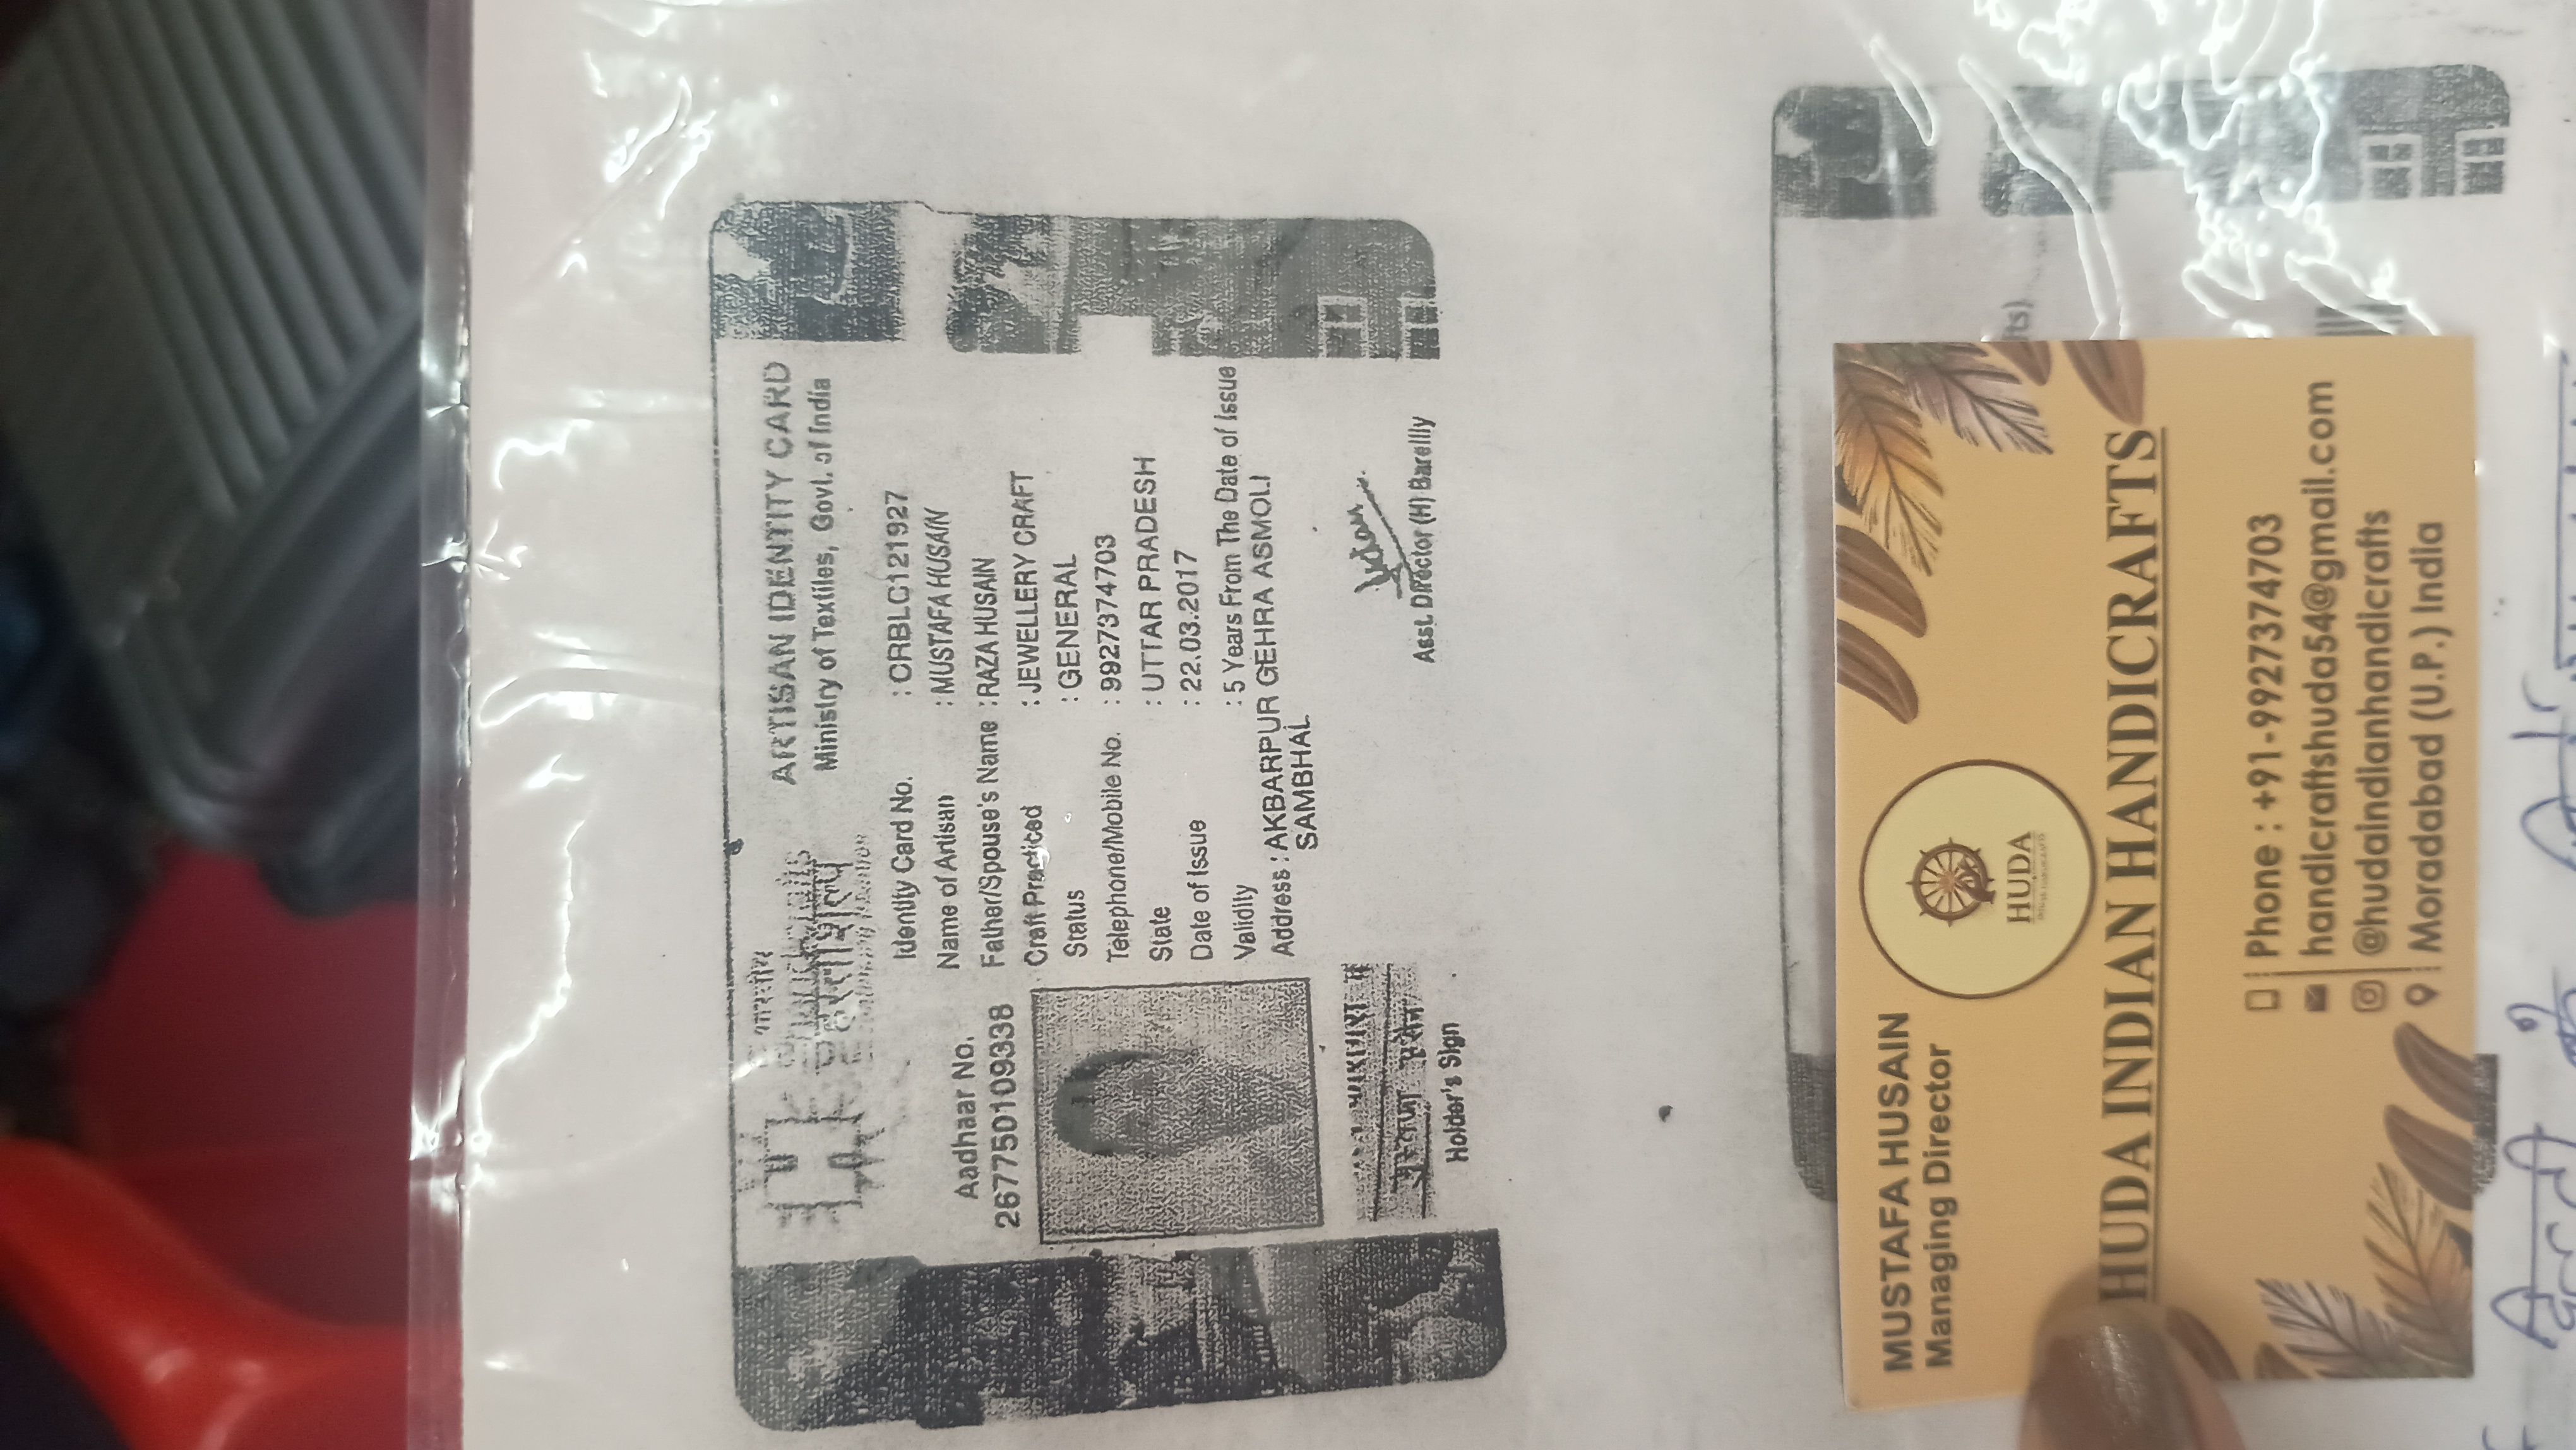 ARTISAN IDENTITY CARD
Ministry of Textiles, Govt. of India
Aadhaar No.
267750109338
Identity Card No. : CRBLC121927
Name of Artisan : MUSTAFA HUSAIN
Father/Spouse's Name : RAZA HUSAIN
Craft Practiced : JEWELLERY CRAFT
Status : GENERAL
Telephone/Mobile No. : 9927374703
State : UTTAR PRADESH
Date of Issue : 22.03.2017
Validity : 5 Years From The Date of Issue
Address : AKBARPUR GEHRA ASMOLI
SAMBHAL
Holder's Sign
Asst. Director (H) Bareilly
MUSTAFA HUSAIN
Managing Director
HUDA
HUDA INDIAN HANDICRAFTS
Phone : +91-9927374703
handicraftshuda54@gmail.com
@hudaindianhandicrafts
Moradabad (U.P.) India